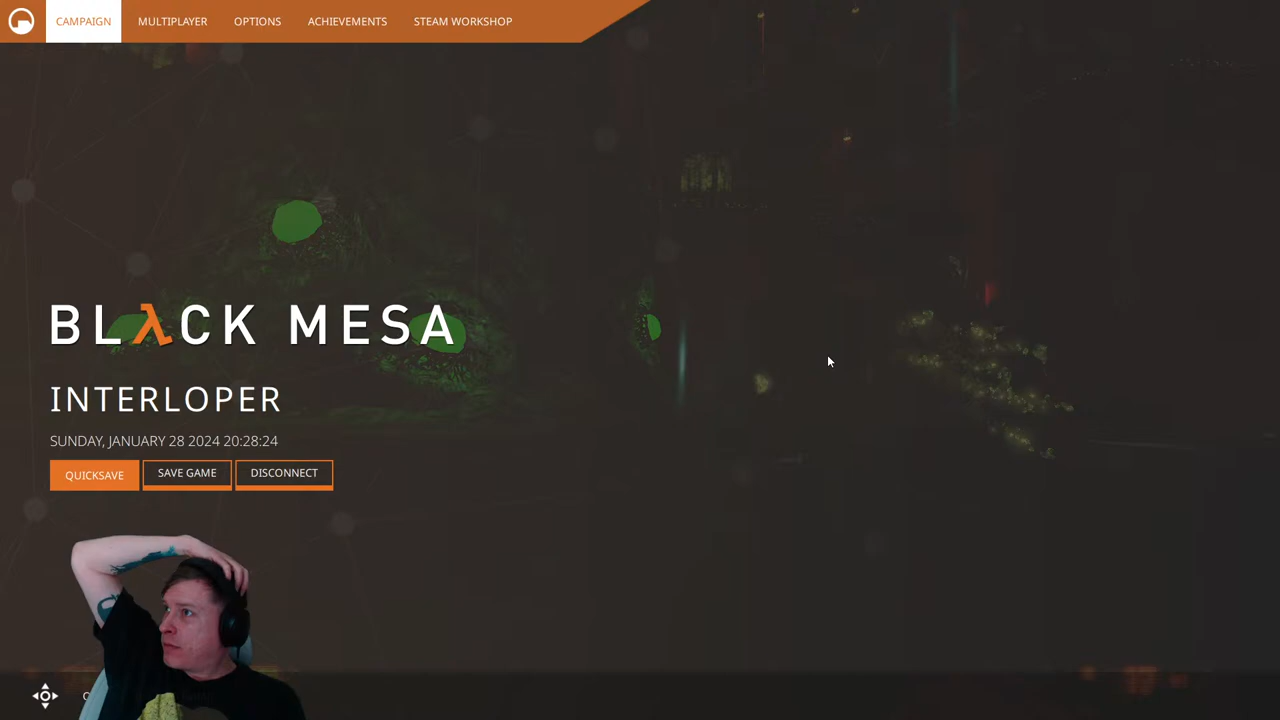 CAMPAIGN MULTIPLAYER OPTIONS ACHIEVEMENTS STEAM WORKSHOP
BLλCK MESA
INTERLOPER
SUNDAY, JANUARY 28 2024 20:28:24
QUICKSAVE SAVE GAME DISCONNECT